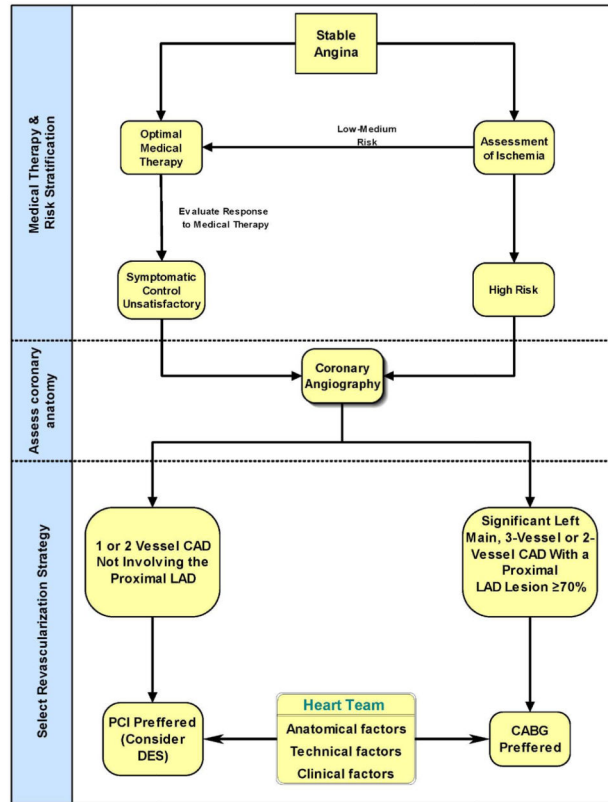 Medical Therapy &
Risk Stratification
Stable
Angina
Optimal
Medical
Therapy
Low-Medium
Risk
Assessment
of Ischemia
Evaluate Response
to Medical Therapy
Symptomatic
Control
Unsatisfactory
High Risk
Assess coronary
anatomy
Coronary
Angiography
Select Revascularization Strategy
1 or 2 Vessel CAD
Not Involving the
Proximal LAD
Significant Left
Main, 3-Vessel or 2-
Vessel CAD With a
Proximal
LAD Lesion ≥70%
PCI Preffered
(Consider
DES)
Heart Team
Anatomical factors
Technical factors
Clinical factors
CABG
Preffered